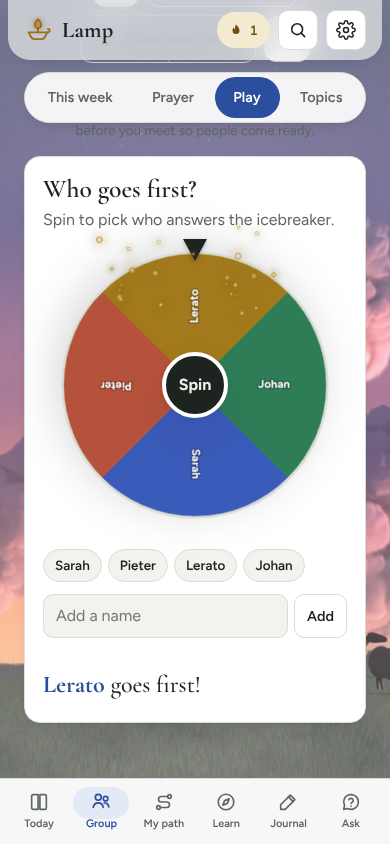 Lamp
1
This week
Prayer
Play
Topics
before you meet so people come ready.
Who goes first?
Spin to pick who answers the icebreaker.
Lerato
Pieter
Spin
Johan
Sarah
Sarah
Pieter
Lerato
Johan
Add a name
Add
Lerato goes first!
Today
Group
My path
Learn
Journal
Ask